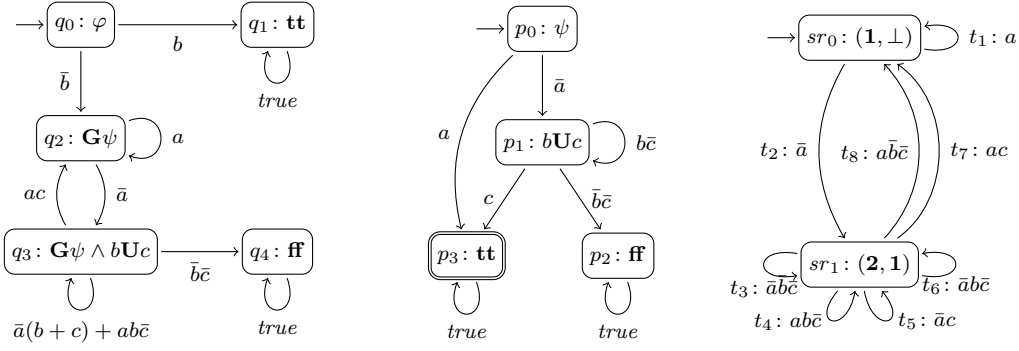 q₀: φ
b
q₁: tt
true
b̄
q₂: Gψ
a
ac
ā
q₃: Gψ ∧ bUc
b̄c̄
q₄: ff
ā(b + c) + abc̄
true
p₀: ψ
a
ā
p₁: bUc
bc̄
c
b̄c̄
p₃: tt
p₂: ff
true
true
sr₀: (1, ⊥)
t₁: a
t₂: ā
t₈: ab̄c̄
t₇: ac
sr₁: (2, 1)
t₃: āb̄c̄
t₆: ābc̄
t₄: abc̄
t₅: āc